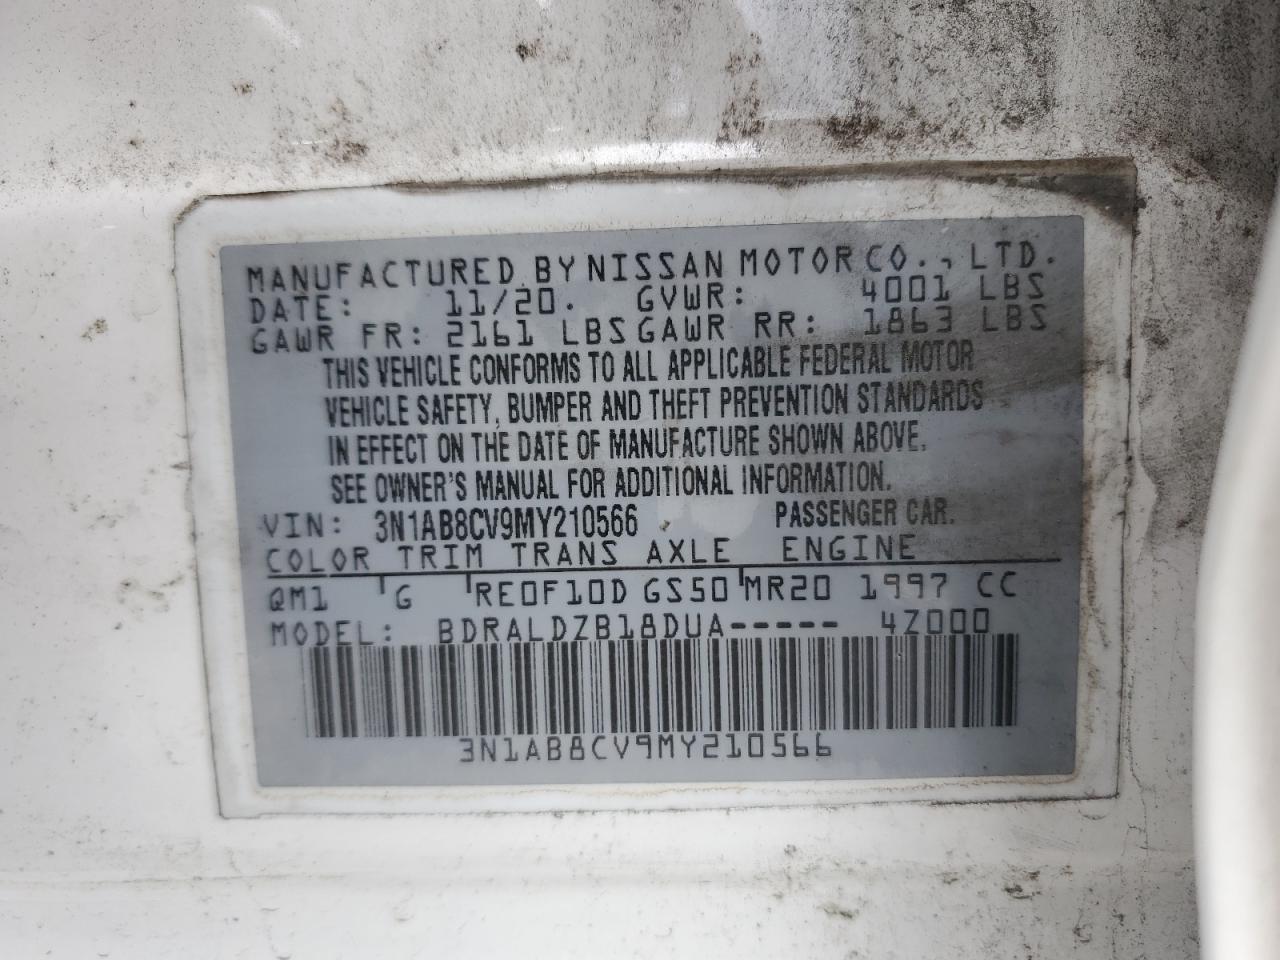 MANUFACTURED BY NISSAN MOTOR CO., LTD.
DATE: 11/20. GVWR: 4001 LBS
GAWR FR: 2161 LBS GAWR RR: 1863 LBS
THIS VEHICLE CONFORMS TO ALL APPLICABLE FEDERAL MOTOR
VEHICLE SAFETY, BUMPER AND THEFT PREVENTION STANDARDS
IN EFFECT ON THE DATE OF MANUFACTURE SHOWN ABOVE.
SEE OWNER'S MANUAL FOR ADDITIONAL INFORMATION.
VIN: 3N1AB8CV9MY210566 PASSENGER CAR.
COLOR TRIM TRANS AXLE ENGINE
QM1 G RE0F10D GS50 MR20 1997 CC
MODEL: BDRALDZB18DUA----- 4Z000
3N1AB8CV9MY210566